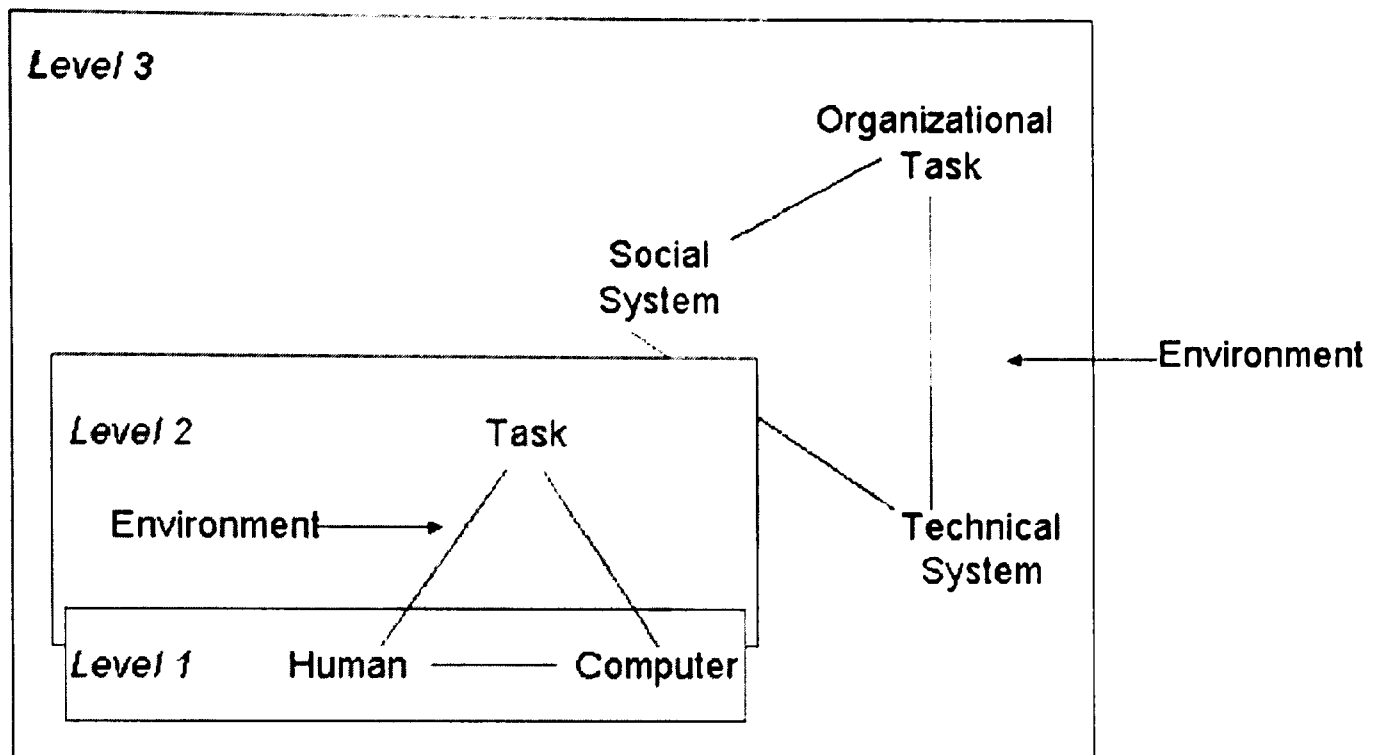 Level 3
Organizational
Task
Social
System
Environment
Level 2
Task
Environment
Technical
System
Level 1
Human
Computer